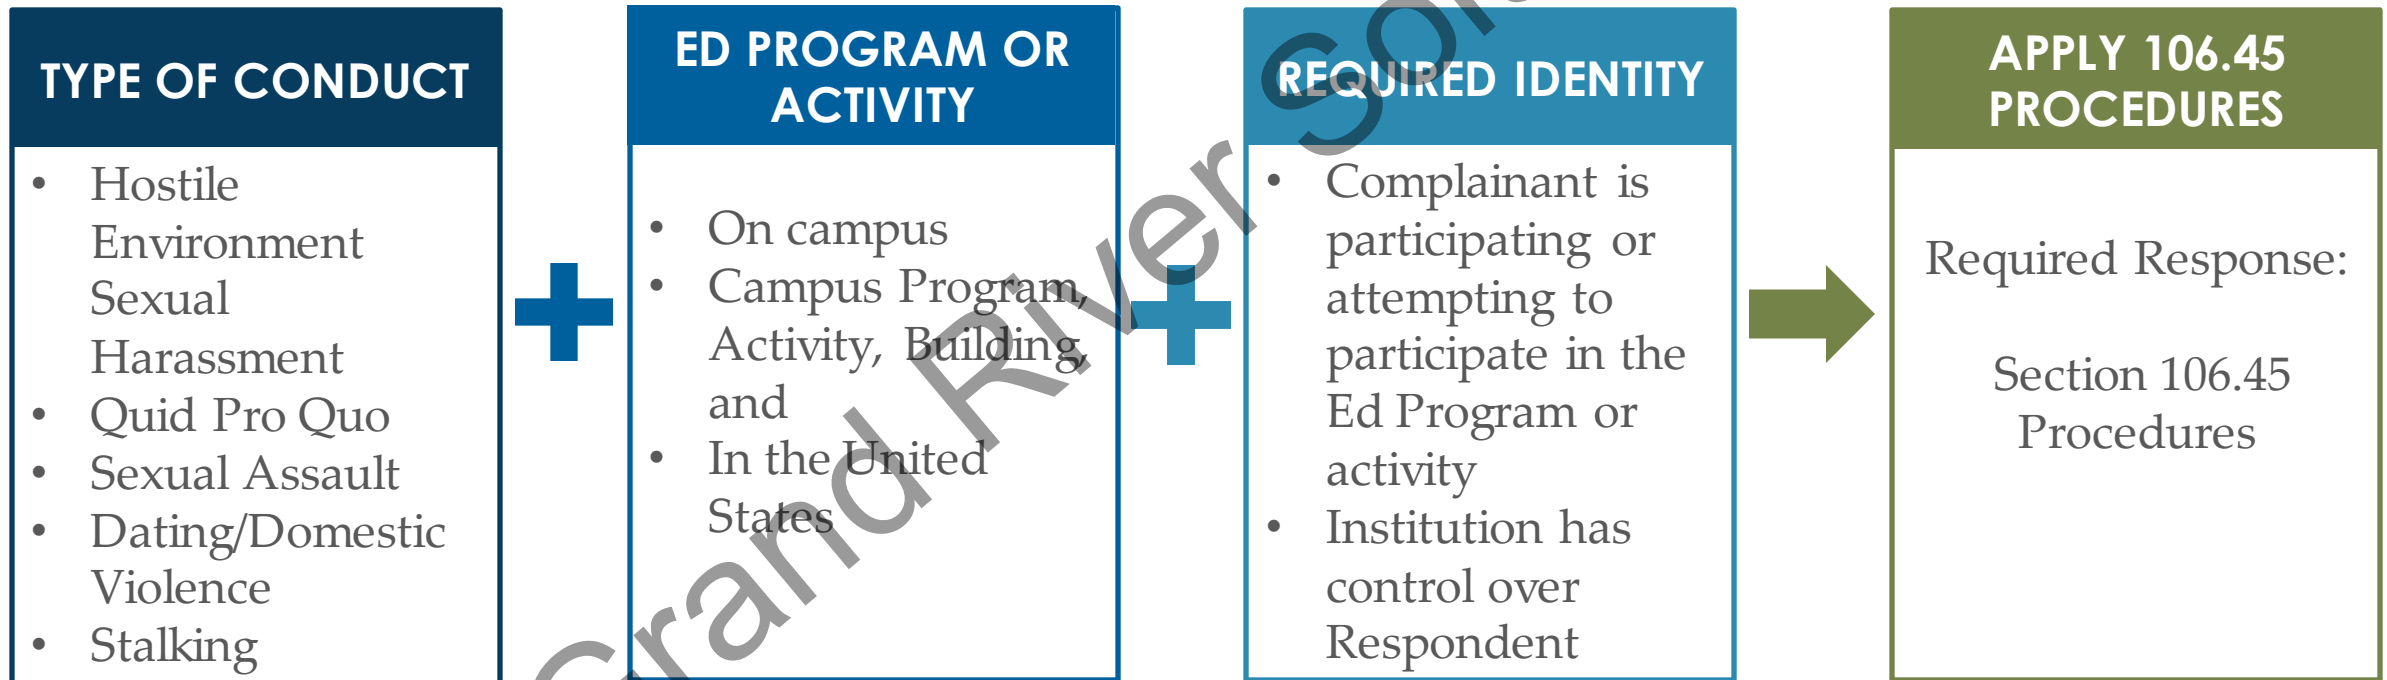 TYPE OF CONDUCT
• Hostile
Environment
Sexual
Harassment
• Quid Pro Quo
• Sexual Assault
• Dating/Domestic
Violence
• Stalking
ED PROGRAM OR
ACTIVITY
• On campus
• Campus Program,
Activity, Building,
and
• In the United
States
REQUIRED IDENTITY
• Complainant is
participating or
attempting to
participate in the
Ed Program or
activity
• Institution has
control over
Respondent
APPLY 106.45
PROCEDURES
Required Response:
Section 106.45
Procedures
Grand River